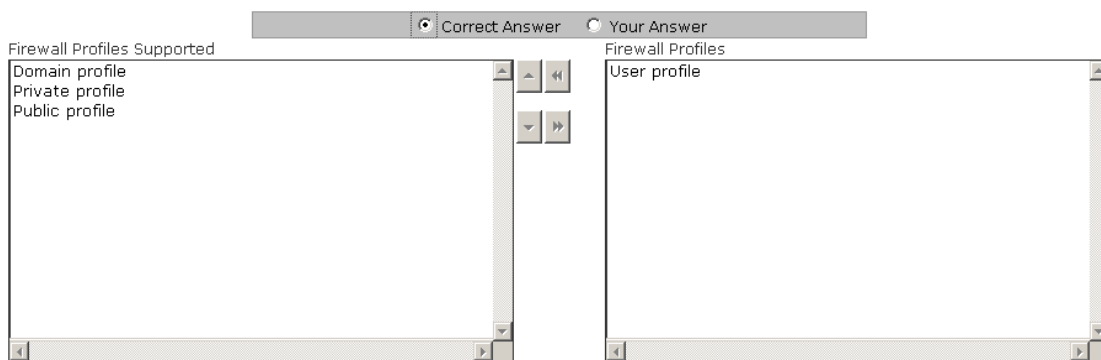 Correct Answer Your Answer
Firewall Profiles Supported
Domain profile
Private profile
Public profile
Firewall Profiles
User profile